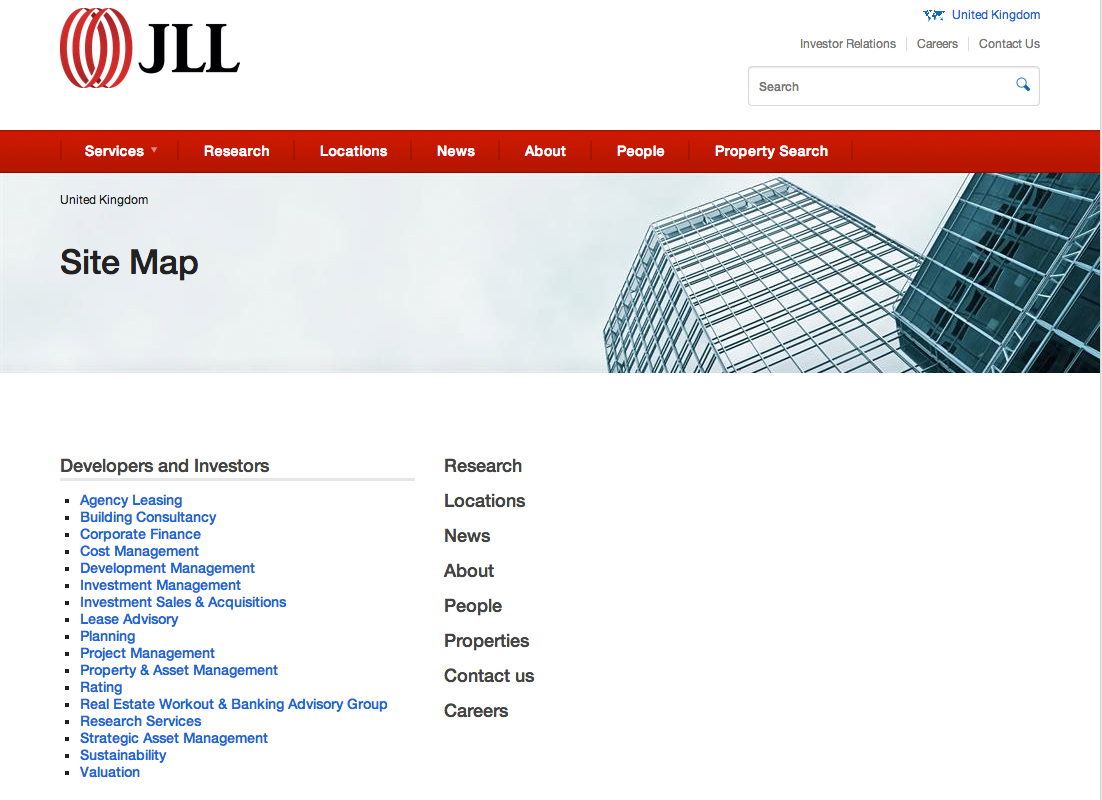 JLL
United Kingdom
Investor Relations Careers Contact Us
Search
Services Research Locations News About People Property Search
United Kingdom
Site Map
Developers and Investors
Agency Leasing
Building Consultancy
Corporate Finance
Cost Management
Development Management
Investment Management
Investment Sales & Acquisitions
Lease Advisory
Planning
Project Management
Property & Asset Management
Rating
Real Estate Workout & Banking Advisory Group
Research Services
Strategic Asset Management
Sustainability
Valuation
Research
Locations
News
About
People
Properties
Contact us
Careers